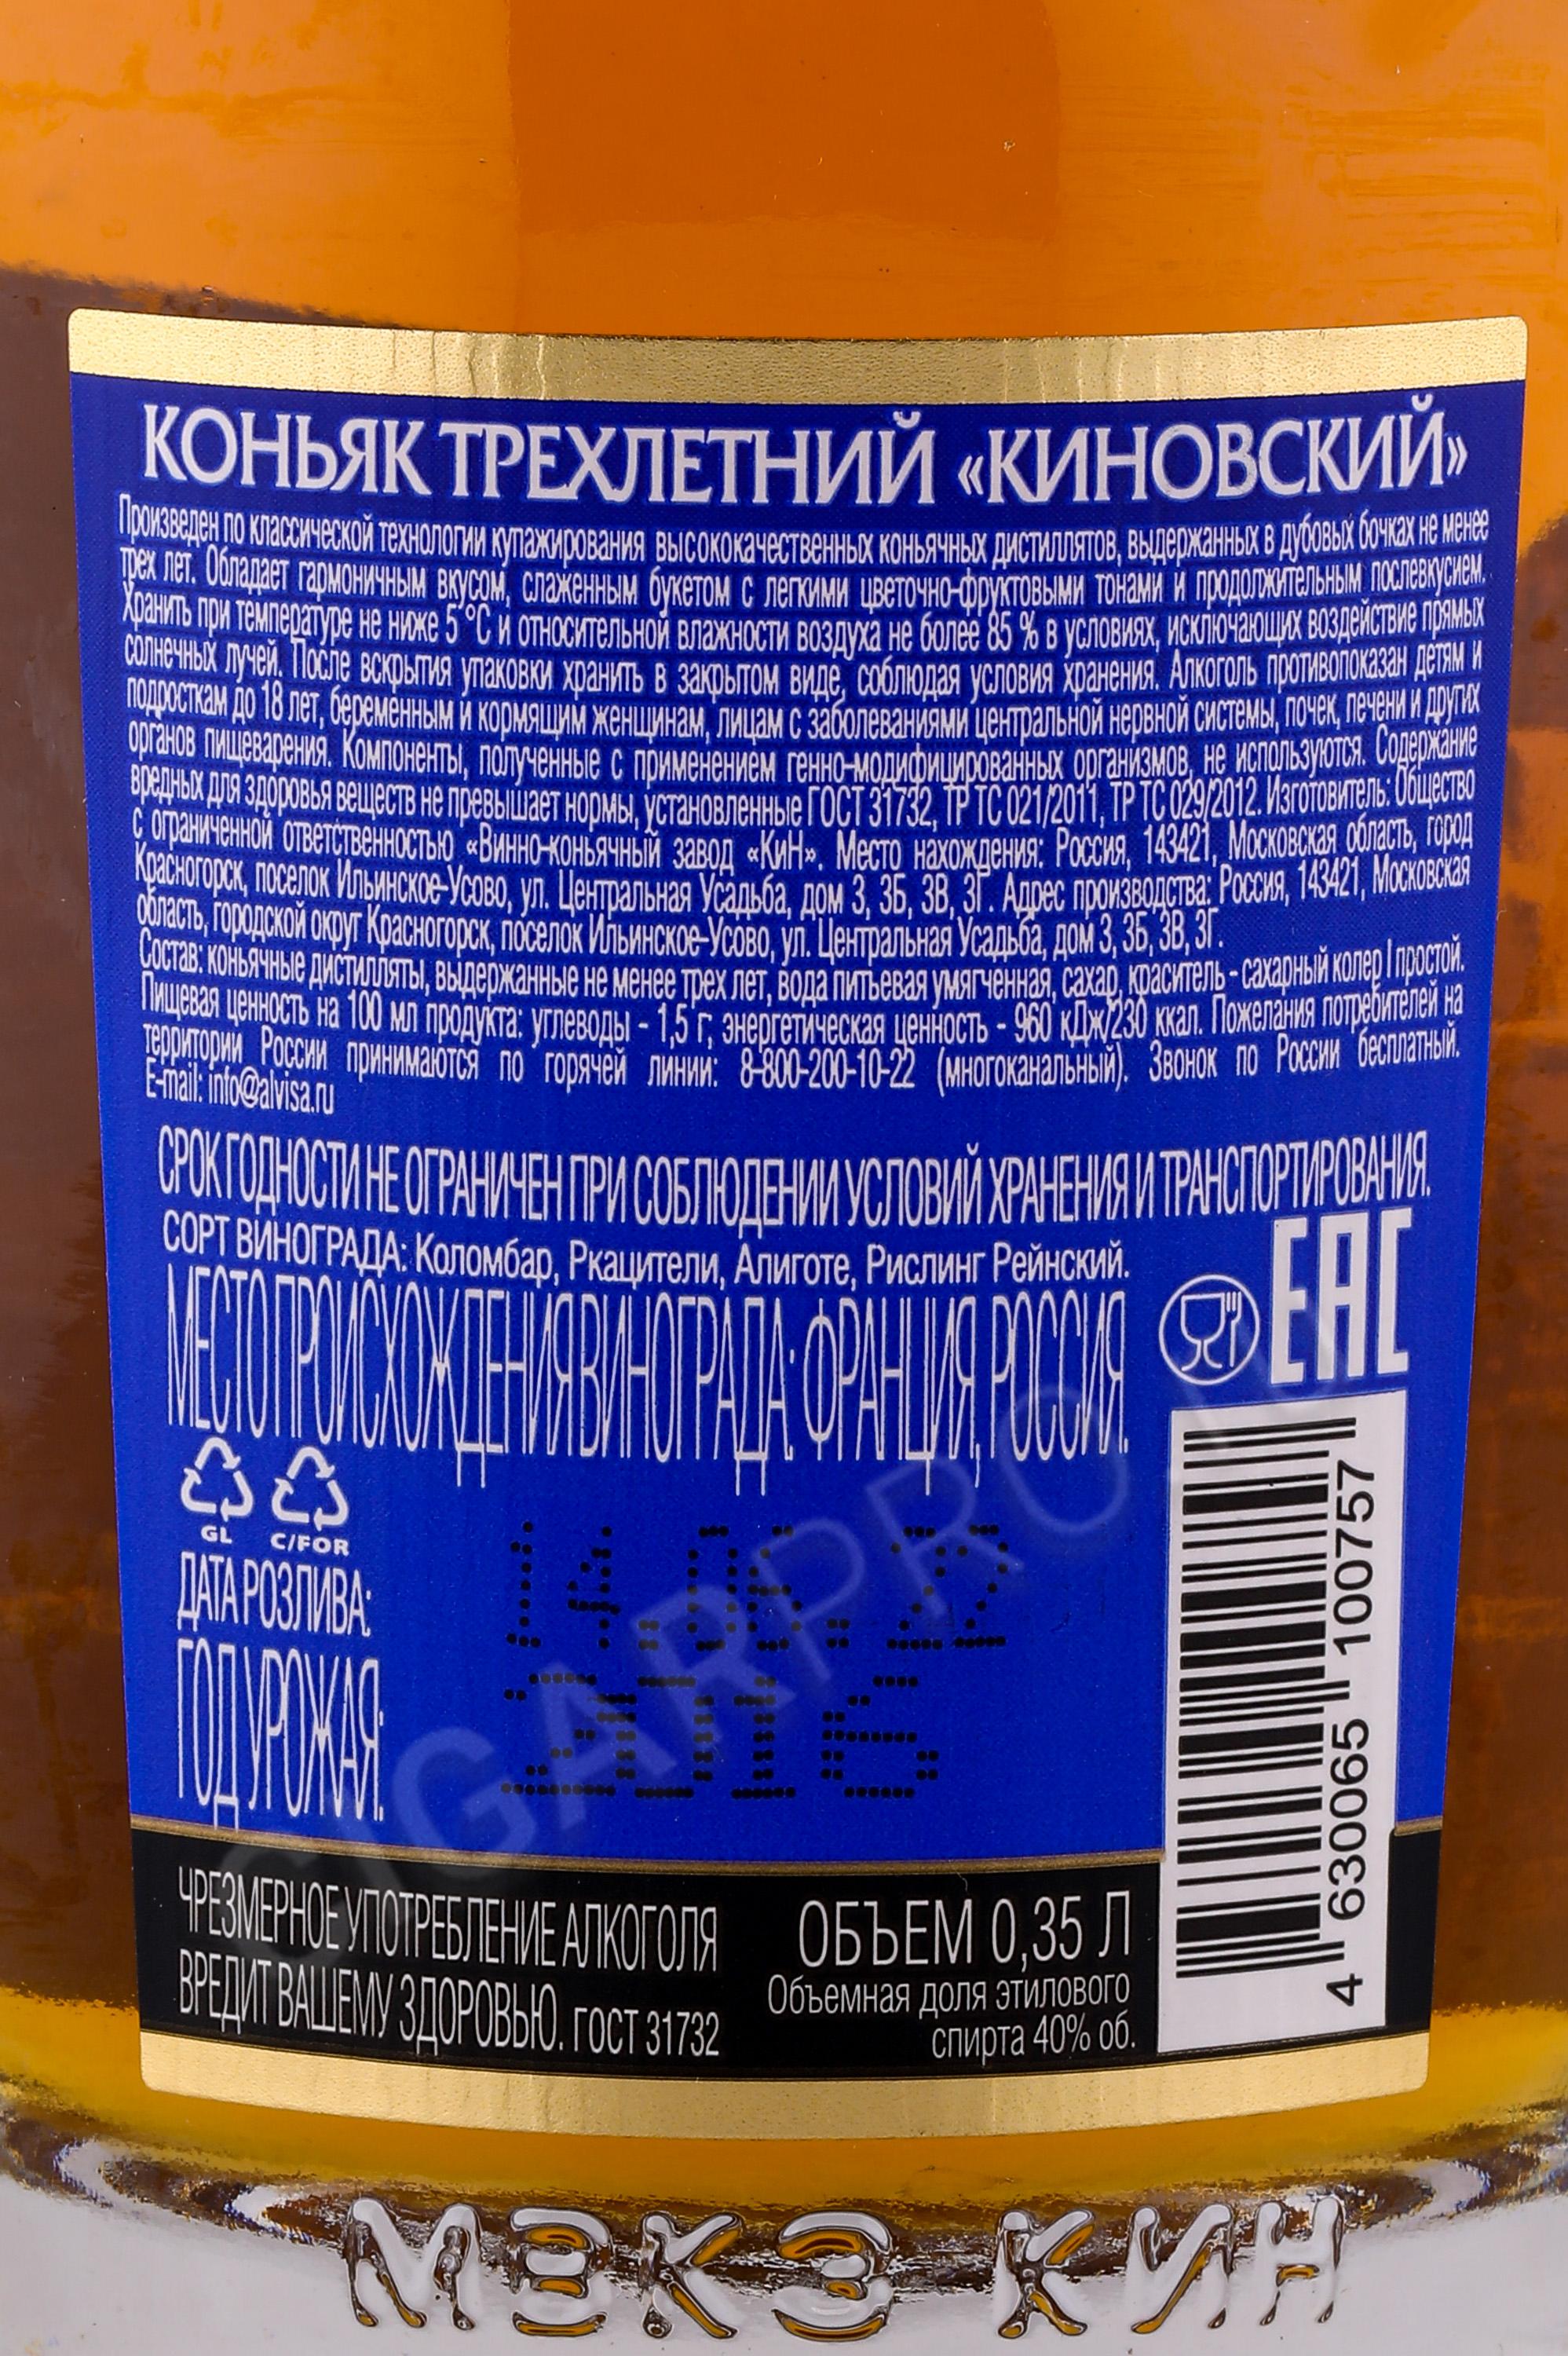 КОНЬЯК ТРЕХЛЕТНИЙ «КИНОВСКИЙ»
Произведен по классической технологии купажирования высококачественных коньячных дистиллятов, выдержанных в дубовых бочках не менее
трех лет. Обладает гармоничным вкусом, слаженным букетом с легкими цветочно-фруктовыми тонами и продолжительным послевкусием.
Хранить при температуре не ниже 5 °С и относительной влажности воздуха не более 85 % в условиях, исключающих воздействие прямых
солнечных лучей. После вскрытия упаковки хранить в закрытом виде, соблюдая условия хранения. Алкоголь противопоказан детям и
подросткам до 18 лет, беременным и кормящим женщинам, лицам с заболеваниями центральной нервной системы, почек, печени и других
органов пищеварения. Компоненты, полученные с применением генно-модифицированных организмов, не используются. Содержание
вредных для здоровья веществ не превышает нормы, установленные ГОСТ 31732, ТР ТС 021/2011, ТР ТС 029/2012. Изготовитель: Общество
с ограниченной ответственностью «Винно-коньячный завод «КиН». Место нахождения: Россия, 143421, Московская область, город
Красногорск, поселок Ильинское-Усово, ул. Центральная Усадьба, дом 3, 3Б, 3В, 3Г. Адрес производства: Россия, 143421, Московская
область, городской округ Красногорск, поселок Ильинское-Усово, ул. Центральная Усадьба, дом 3, 3Б, 3В, 3Г.
Состав: коньячные дистилляты, выдержанные не менее трех лет, вода питьевая умягченная, сахар, краситель - сахарный колер I простой.
Пищевая ценность на 100 мл продукта: углеводы - 1,5 г; энергетическая ценность - 960 кДж/230 ккал. Пожелания потребителей на
территории России принимаются по горячей линии: 8-800-200-10-22 (многоканальный). Звонок по России бесплатный.
E-mail: info@alvisa.ru
СРОК ГОДНОСТИ НЕ ОГРАНИЧЕН ПРИ СОБЛЮДЕНИИ УСЛОВИЙ ХРАНЕНИЯ И ТРАНСПОРТИРОВАНИЯ.
СОРТ ВИНОГРАДА: Коломбар, Ркацители, Алиготе, Рислинг Рейнский.
МЕСТО ПРОИСХОЖДЕНИЯ ВИНОГРАДА: ФРАНЦИЯ, РОССИЯ.
EAC
GL C/FOR
ДАТА РОЗЛИВА: 14.06.22
ГОД УРОЖАЯ: 2016
4 630065 100757
ЧРЕЗМЕРНОЕ УПОТРЕБЛЕНИЕ АЛКОГОЛЯ
ВРЕДИТ ВАШЕМУ ЗДОРОВЬЮ. ГОСТ 31732
ОБЪЕМ 0,35 Л
Объемная доля этилового
спирта 40% об.
МВКЗ КИН